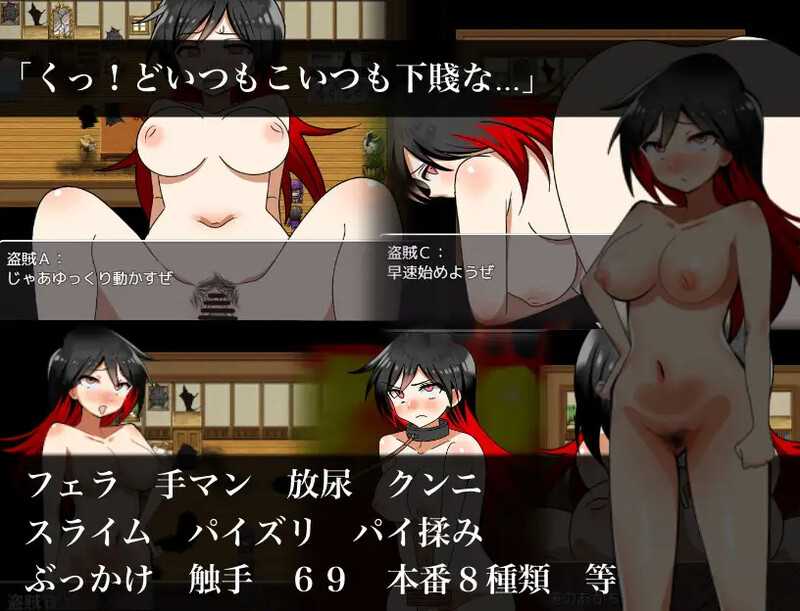 「くっ！どいつもこいつも下賤な…」
盗賊A：
じゃあゆっくり動かすぜ
盗賊C：
早速始めようぜ
フェラ　手マン　放尿　クンニ
スライム　パイズリ　パイ揉み
ぶっかけ　触手　６９　本番８種類　等